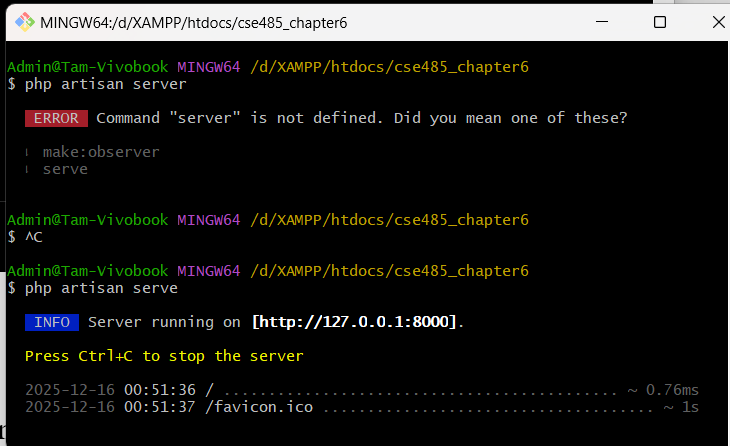 MINGW64:/d/XAMPP/htdocs/cse485_chapter6
Admin@Tam-Vivobook MINGW64 /d/XAMPP/htdocs/cse485_chapter6
$ php artisan server
ERROR Command "server" is not defined. Did you mean one of these?
⇂ make:observer
⇂ serve
Admin@Tam-Vivobook MINGW64 /d/XAMPP/htdocs/cse485_chapter6
$ ^C
Admin@Tam-Vivobook MINGW64 /d/XAMPP/htdocs/cse485_chapter6
$ php artisan serve
INFO Server running on [http://127.0.0.1:8000].
Press Ctrl+C to stop the server
2025-12-16 00:51:36 / ............................................. ~ 0.76ms
2025-12-16 00:51:37 /favicon.ico ...................................... ~ 1s